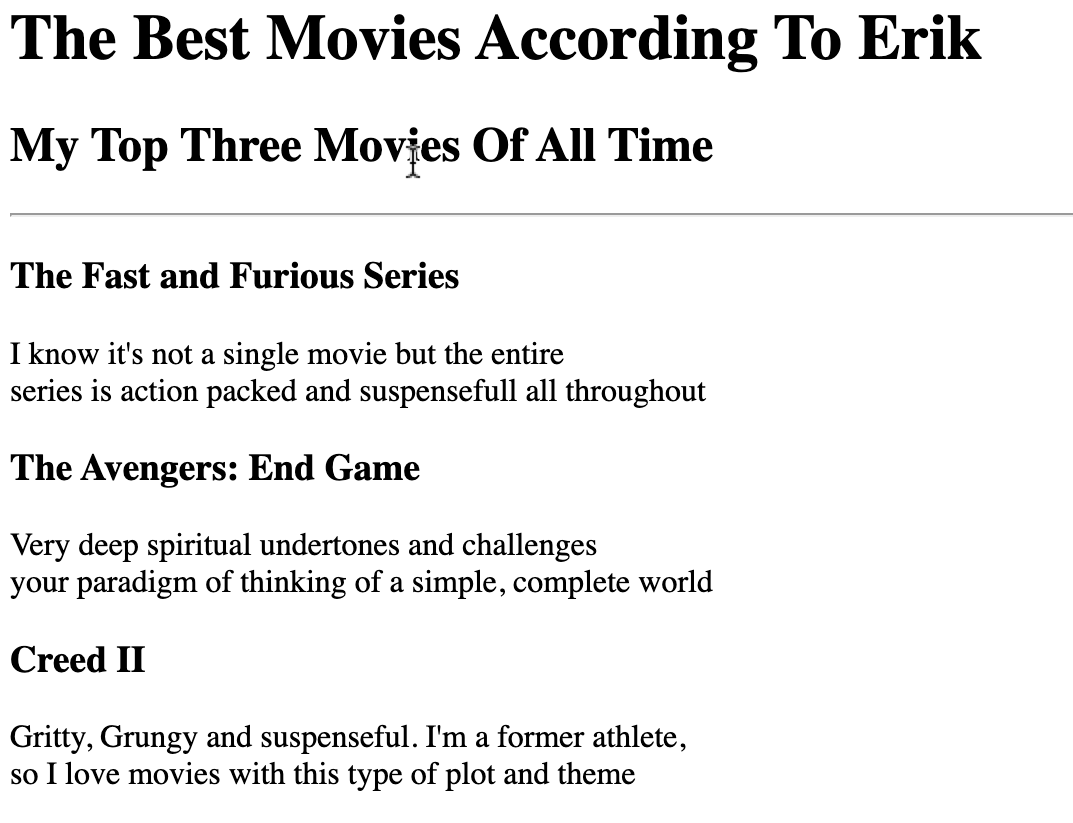 The Best Movies According To Erik
My Top Three Movies Of All Time
The Fast and Furious Series
I know it's not a single movie but the entire
series is action packed and suspensefull all throughout
The Avengers: End Game
Very deep spiritual undertones and challenges
your paradigm of thinking of a simple, complete world
Creed II
Gritty, Grungy and suspenseful. I'm a former athlete,
so I love movies with this type of plot and theme